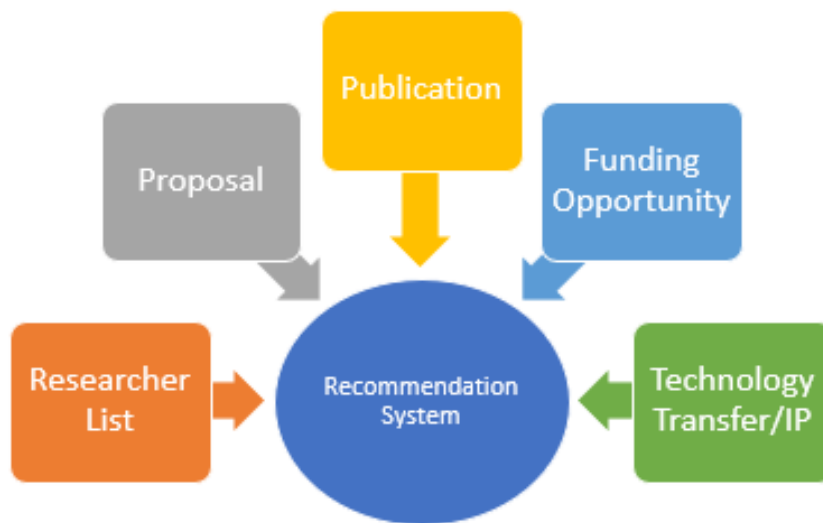 Publication
Proposal
Funding
Opportunity
Researcher
List
Recommendation
System
Technology
Transfer/IP